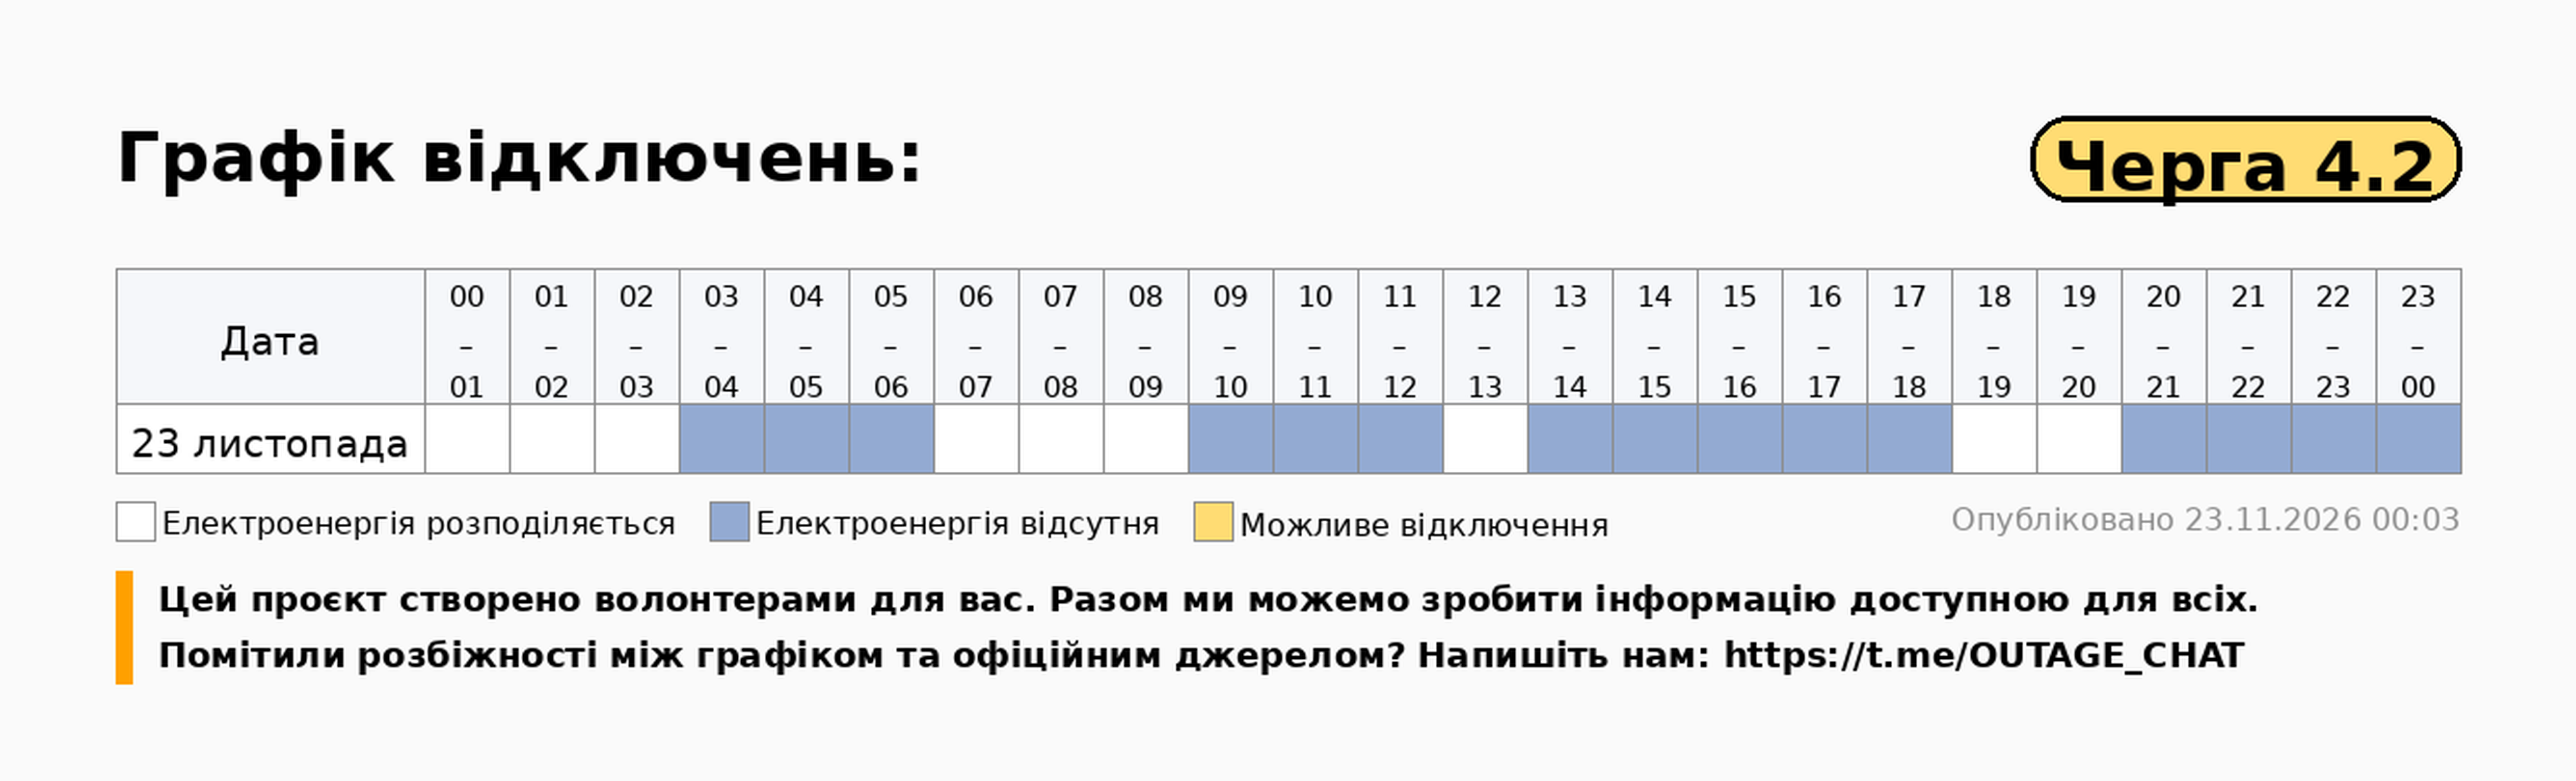 Графік відключень:
Черга 4.2
Дата 00–01 01–02 02–03 03–04 04–05 05–06 06–07 07–08 08–09 09–10 10–11 11–12 12–13 13–14 14–15 15–16 16–17 17–18 18–19 19–20 20–21 21–22 22–23 23–00
23 листопада
Електроенергія розподіляється Електроенергія відсутня Можливе відключення
Опубліковано 23.11.2026 00:03
Цей проєкт створено волонтерами для вас. Разом ми можемо зробити інформацію доступною для всіх.
Помітили розбіжності між графіком та офіційним джерелом? Напишіть нам: https://t.me/OUTAGE_CHAT